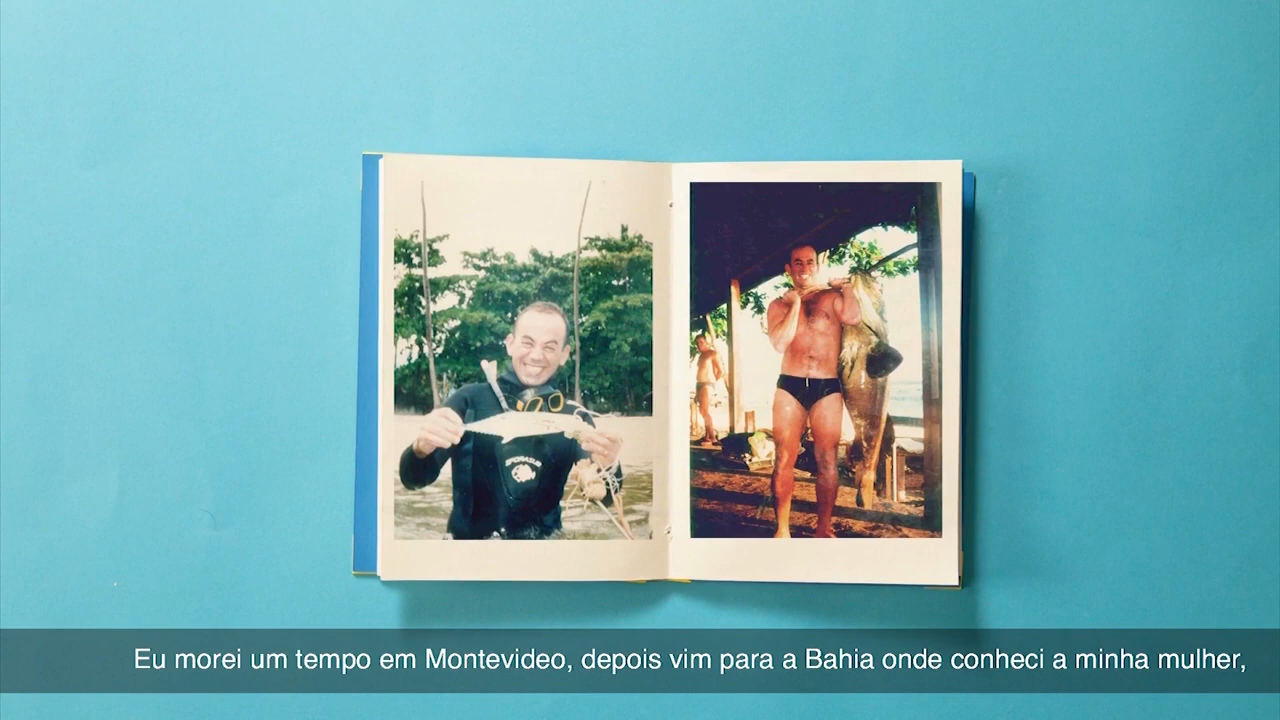 Eu morei um tempo em Montevideo, depois vim para a Bahia onde conheci a minha mulher,